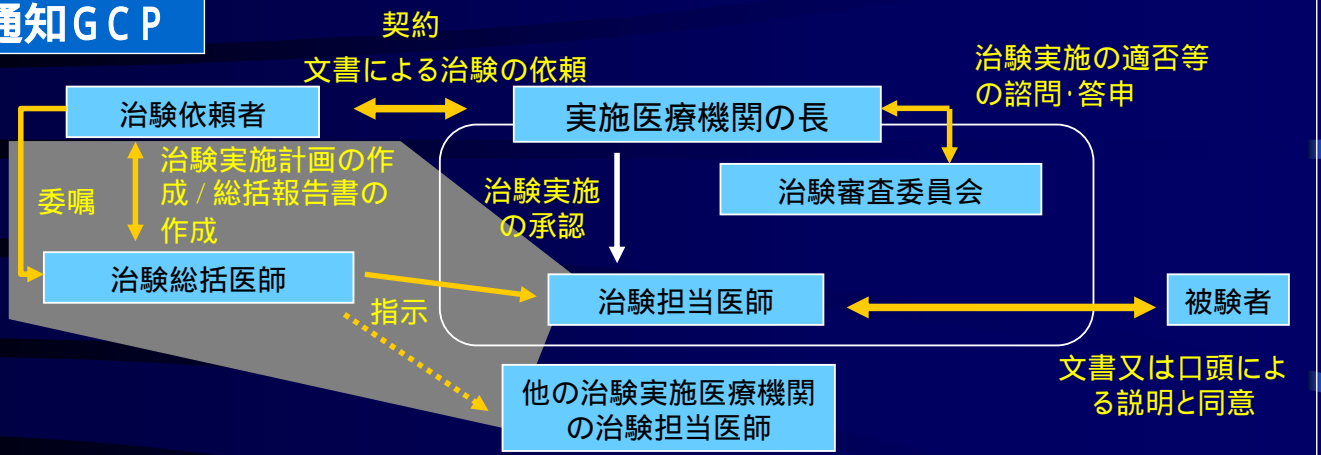 通知GCP
契約
文書による治験の依頼
治験実施の適否等
の諮問・答申
治験依頼者
実施医療機関の長
治験実施計画の作
成/総括報告書の
作成
委嘱
治験実施
の承認
治験審査委員会
治験総括医師
指示
治験担当医師
被験者
文書又は口頭によ
る説明と同意
他の治験実施医療機関
の治験担当医師